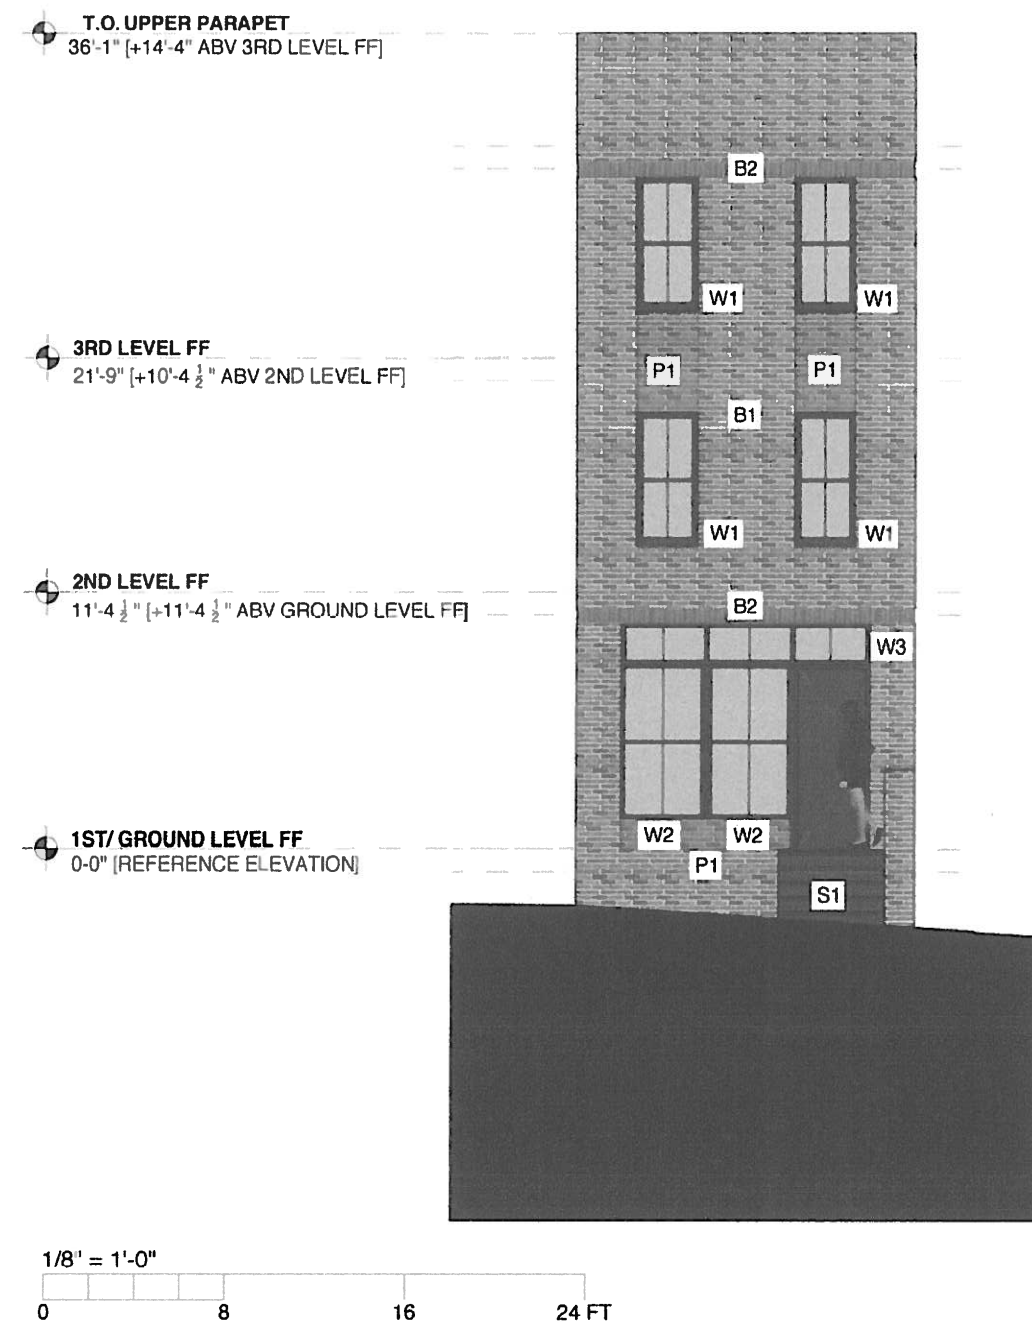 T.O. UPPER PARAPET
36'-1" [+14'-4" ABV 3RD LEVEL FF]
B2
W1 W1
3RD LEVEL FF
21'-9" [+10'-4 1/2" ABV 2ND LEVEL FF]
P1 P1
B1
W1 W1
2ND LEVEL FF
11'-4 1/2" [+11'-4 1/2" ABV GROUND LEVEL FF]
B2
W3
W2 W2
1ST/ GROUND LEVEL FF
0-0" [REFERENCE ELEVATION]
P1
S1
1/8" = 1'-0"
0 8 16 24 FT